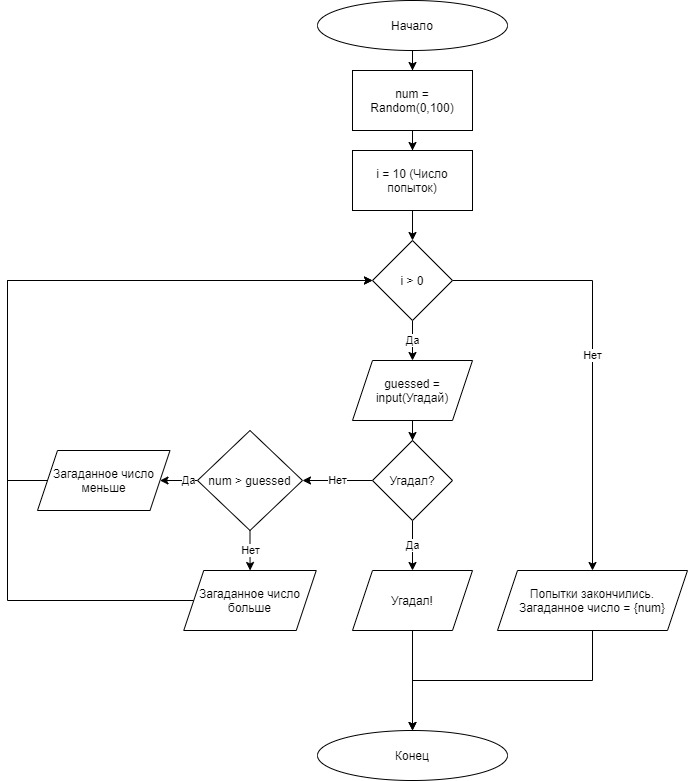 Начало
num =
Random(0,100)
i = 10 (Число
попыток)
i > 0
Да
Нет
guessed =
input(Угадай)
Угадал?
Нет
num > guessed
Да
Загаданное число
меньше
Нет
Да
Загаданное число
больше
Угадал!
Попытки закончились.
Загаданное число = {num}
Конец